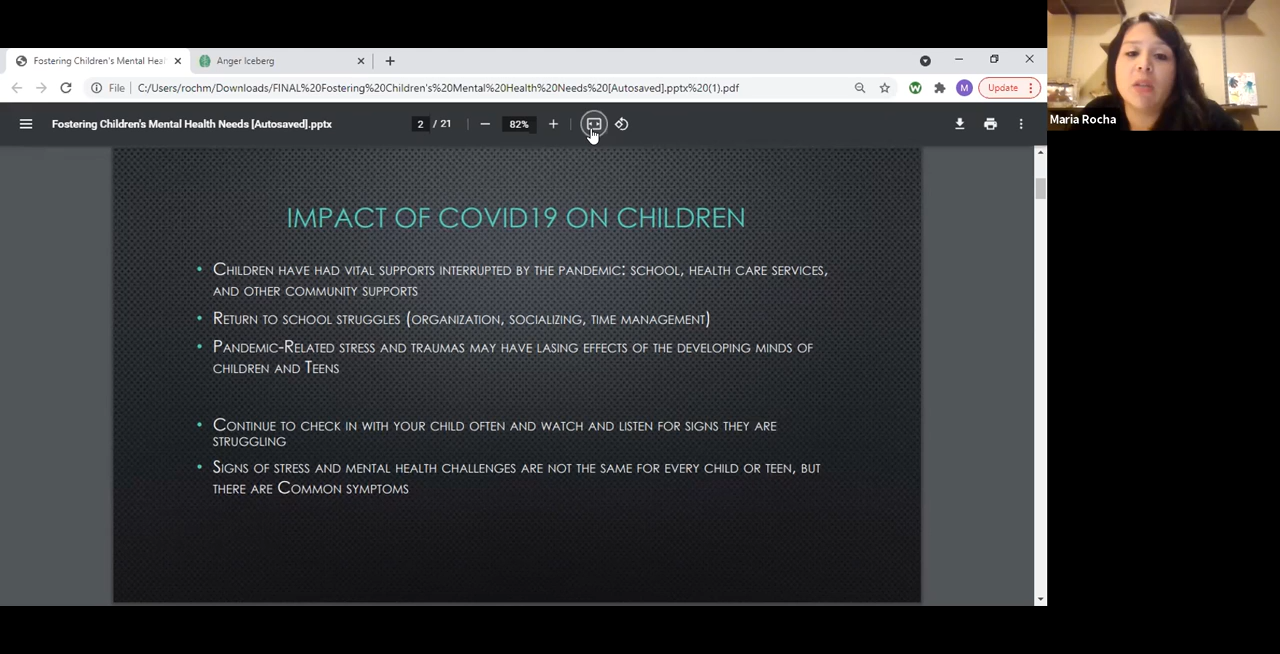 Fostering Children's Mental Hea
Anger Iceberg
File
C:/Users/rochm/Downloads/FINAL%20Fostering%20Children's%20Mental%20Health%20Needs%20[Autosaved].pptx%20(1).pdf
W
M
Update
Fostering Children's Mental Health Needs [Autosaved].pptx
2 / 21
82%
Maria Rocha
IMPACT OF COVID19 ON CHILDREN
• CHILDREN HAVE HAD VITAL SUPPORTS INTERRUPTED BY THE PANDEMIC: SCHOOL, HEALTH CARE SERVICES,
AND OTHER COMMUNITY SUPPORTS
• RETURN TO SCHOOL STRUGGLES (ORGANIZATION, SOCIALIZING, TIME MANAGEMENT)
• PANDEMIC-RELATED STRESS AND TRAUMAS MAY HAVE LASING EFFECTS OF THE DEVELOPING MINDS OF
CHILDREN AND TEENS
• CONTINUE TO CHECK IN WITH YOUR CHILD OFTEN AND WATCH AND LISTEN FOR SIGNS THEY ARE
STRUGGLING
• SIGNS OF STRESS AND MENTAL HEALTH CHALLENGES ARE NOT THE SAME FOR EVERY CHILD OR TEEN, BUT
THERE ARE COMMON SYMPTOMS